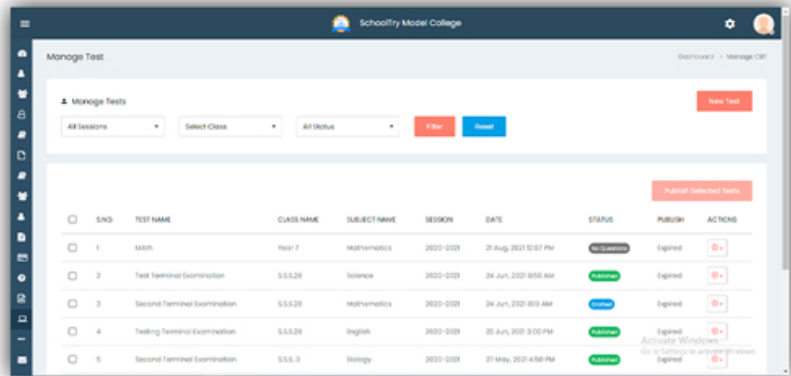 SchoolTry Model College
Manage Test
Dashboard > Manage CBT
Manage Tests
New Test
All Sessions
Select Class
All Status
Filter
Reset
Publish Selected Tests
S.NO. TEST NAME CLASS NAME SUBJECT NAME SESSION DATE STATUS PUBLISH ACTIONS
1 Year 7 Mathematics 2020-2021 21 Aug, 2021 12:07 PM No Questions Expired
2 Test Terminal Examination S.S.S.2B Science 2020-2021 24 Jun, 2021 8:50 AM Published Expired
3 Second Terminal Examination S.S.S.2B Mathematics 2020-2021 24 Jun, 2021 8:13 AM Drafted Expired
4 Testing Terminal Examination S.S.S.2B English 2020-2021 22 Jun, 2021 3:00 PM Published Expired
5 Second Terminal Examination S.S.S. 3 Biology 2020-2021 27 May, 2021 4:50 PM Published Expired
Activate Windows
Go to Settings to activate Windows.